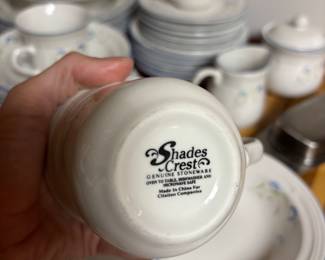 Shades
Crest
GENUINE STONEWARE
OVEN TO TABLE, DISHWASHER AND
MICROWAVE SAFE
Made in China For
Citation Companies